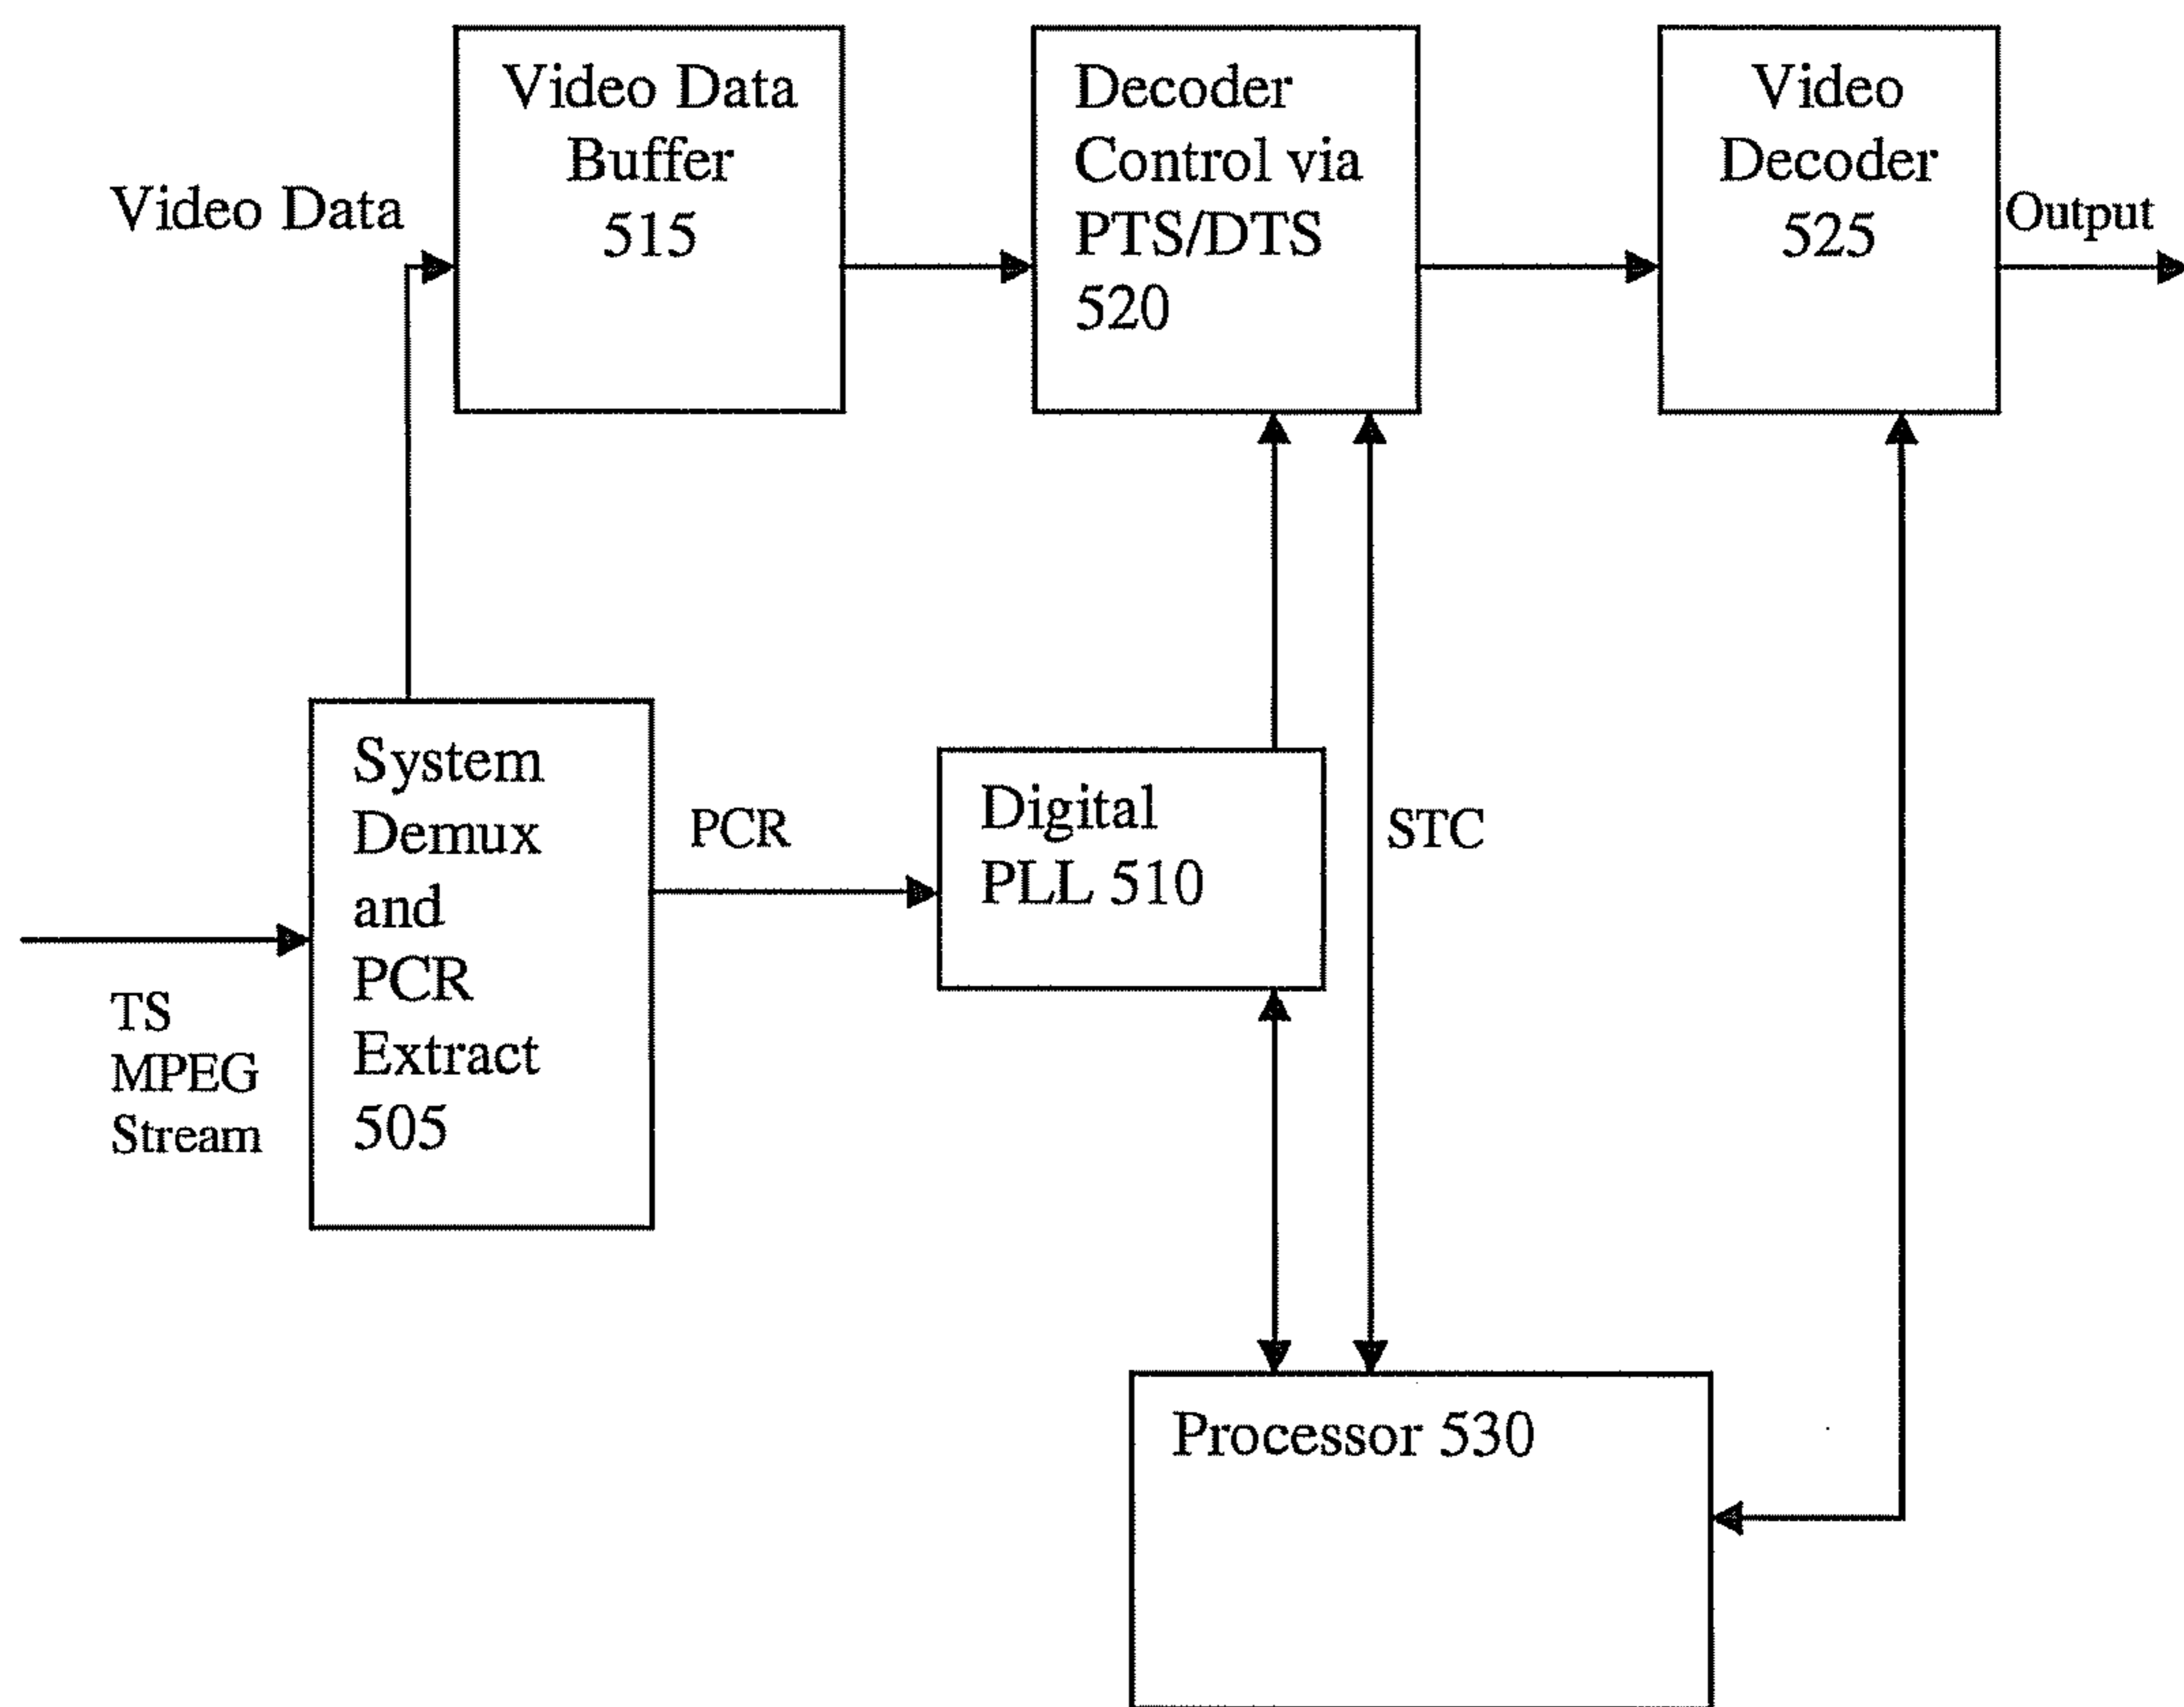 Video Data
Buffer
515
Decoder
Control via
PTS/DTS
520
Video
Decoder
525
Video Data
Output
System
Demux
and
PCR
Extract
505
PCR
Digital
PLL 510
STC
TS
MPEG
Stream
Processor 530